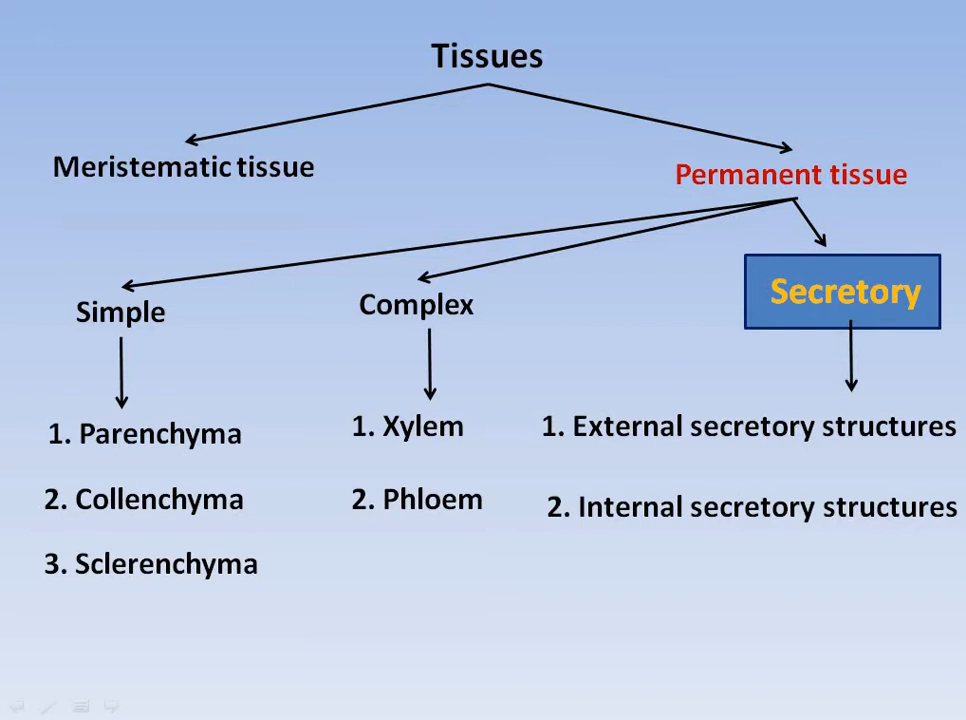 Tissues
Meristematic tissue
Permanent tissue
Simple
Complex
Secretory
1. Parenchyma
2. Collenchyma
3. Sclerenchyma
1. Xylem
2. Phloem
1. External secretory structures
2. Internal secretory structures